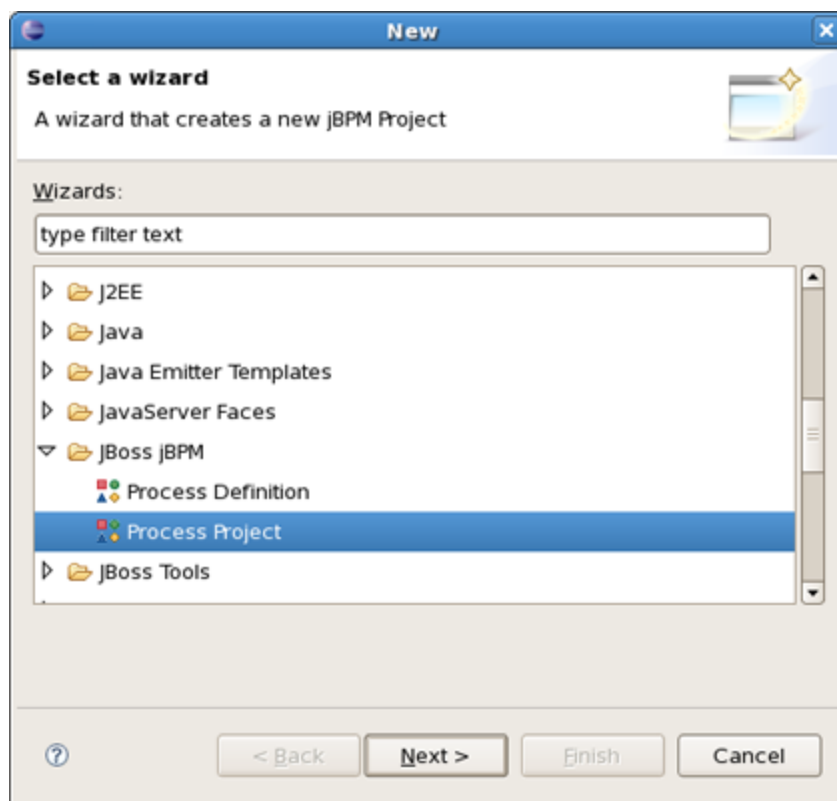 New
Select a wizard
A wizard that creates a new jBPM Project
Wizards:
type filter text
J2EE
Java
Java Emitter Templates
JavaServer Faces
JBoss jBPM
Process Definition
Process Project
JBoss Tools
< Back Next > Finish Cancel